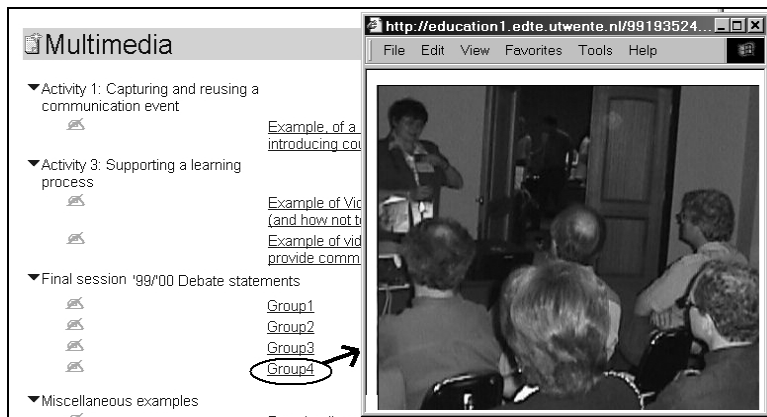 Multimedia
http://education1.edte.utwente.nl/99193524...
File Edit View Favorites Tools Help
Activity 1: Capturing and reusing a
communication event
Example, of a
introducing cou
Activity 3: Supporting a learning
process
Example of Vid
(and how not t
Example of vid
provide comm
Final session '99/'00 Debate statements
Group1
Group2
Group3
Group4
Miscellaneous examples